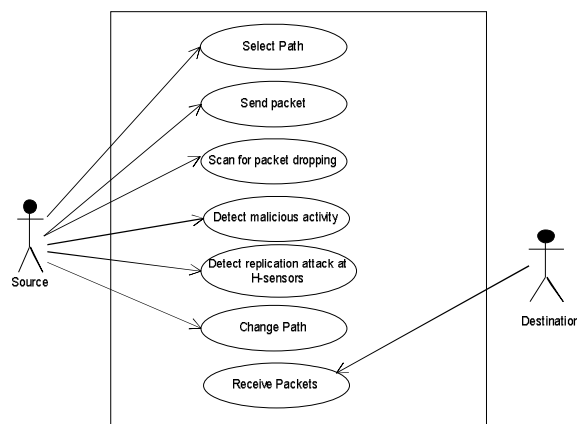 Select Path
Send packet
Scan for packet dropping
Detect malicious activity
Detect replication attack at
H-sensors
Source
Change Path
Destination
Receive Packets